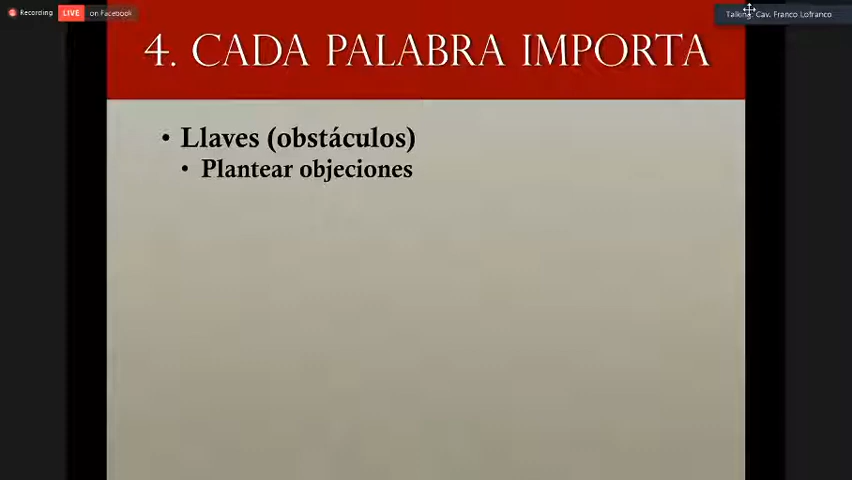 Recording LIVE on Facebook
Talking: Cav. Franco Lofranco
4. CADA PALABRA IMPORTA
• Llaves (obstáculos)
• Plantear objeciones